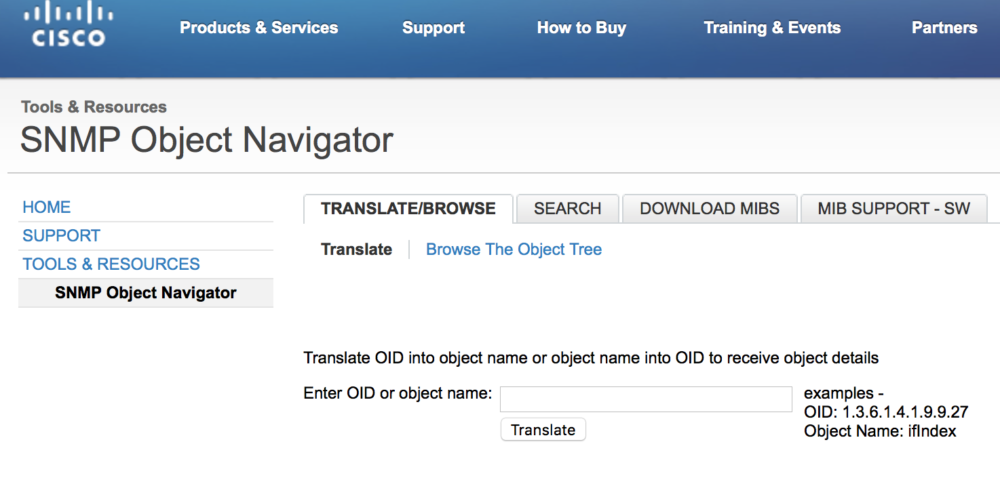 CISCO
Products & Services Support How to Buy Training & Events Partners
Tools & Resources
SNMP Object Navigator
HOME
SUPPORT
TOOLS & RESOURCES
SNMP Object Navigator
TRANSLATE/BROWSE SEARCH DOWNLOAD MIBS MIB SUPPORT - SW
Translate Browse The Object Tree
Translate OID into object name or object name into OID to receive object details
Enter OID or object name:
Translate
examples -
OID: 1.3.6.1.4.1.9.9.27
Object Name: ifIndex